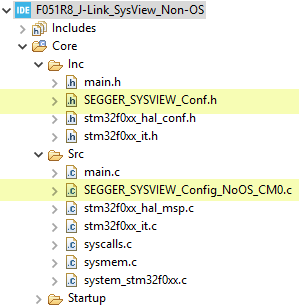 IDE F051R8_J-Link_SysView_Non-OS
Includes
Core
Inc
.h main.h
.h SEGGER_SYSVIEW_Conf.h
.h stm32f0xx_hal_conf.h
.h stm32f0xx_it.h
Src
.c main.c
.c SEGGER_SYSVIEW_Config_NoOS_CM0.c
.c stm32f0xx_hal_msp.c
.c stm32f0xx_it.c
.c syscalls.c
.c sysmem.c
.c system_stm32f0xx.c
Startup